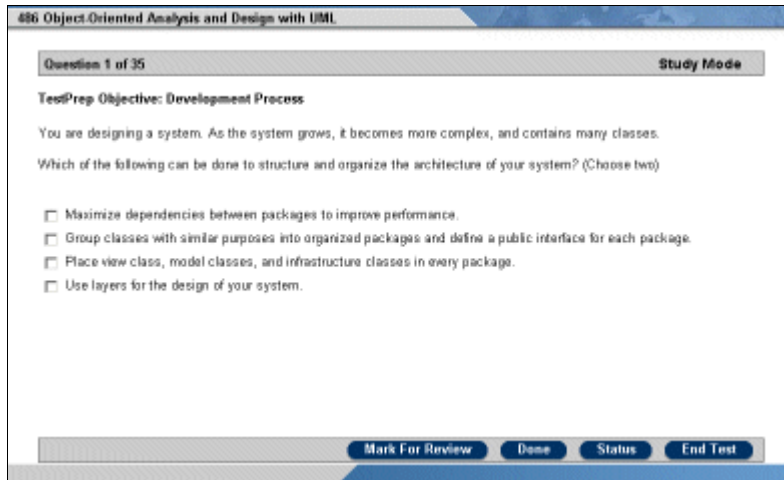 486 Object-Oriented Analysis and Design with UML
Question 1 of 35 Study Mode
TestPrep Objective: Development Process
You are designing a system. As the system grows, it becomes more complex, and contains many classes.
Which of the following can be done to structure and organize the architecture of your system? (Choose two)
Maximize dependencies between packages to improve performance.
Group classes with similar purposes into organized packages and define a public interface for each package.
Place view class, model classes, and infrastructure classes in every package.
Use layers for the design of your system.
Mark For Review Done Status End Test